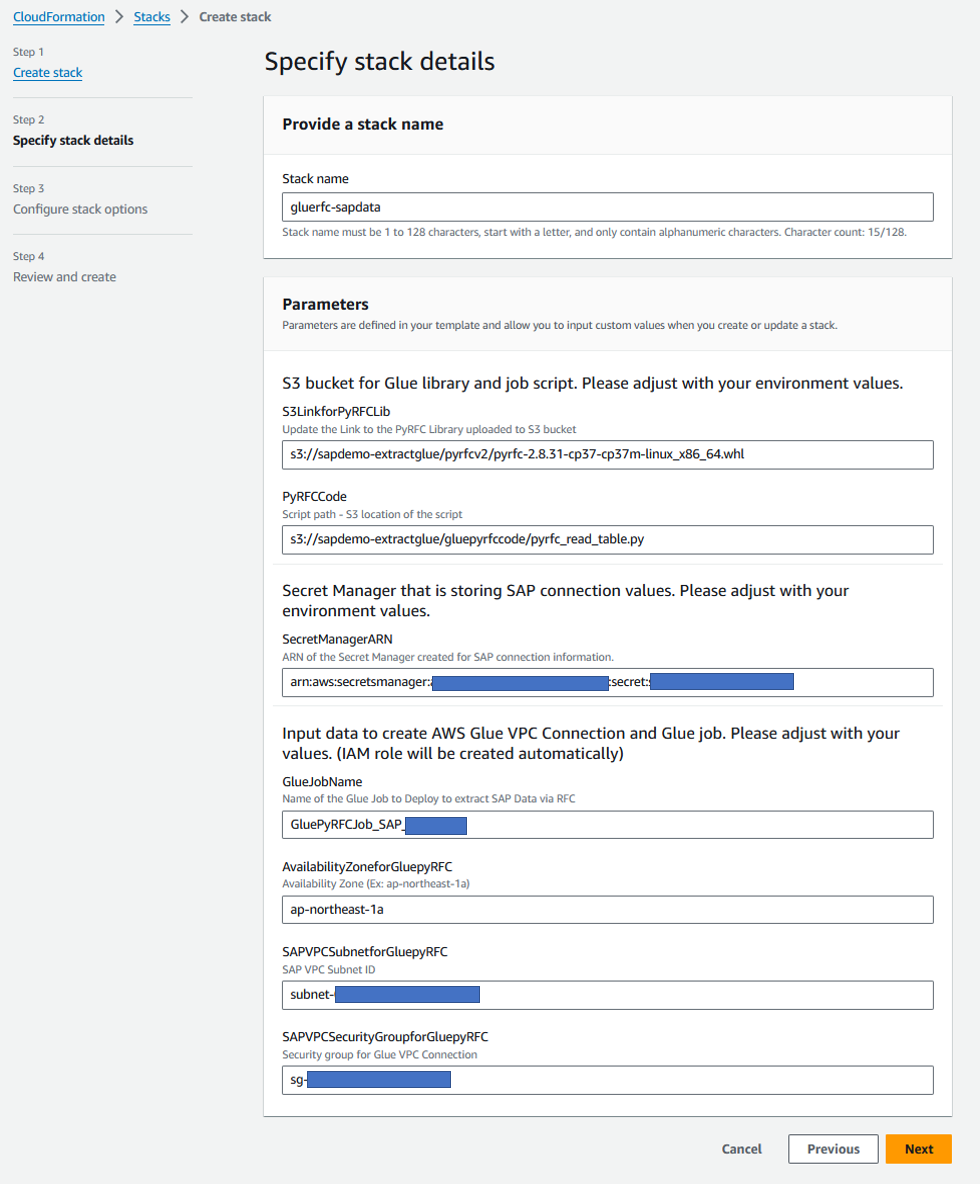 CloudFormation > Stacks > Create stack
Step 1
Create stack
Step 2
Specify stack details
Step 3
Configure stack options
Step 4
Review and create
Specify stack details
Provide a stack name
Stack name
gluerfc-sapdata
Stack name must be 1 to 128 characters, start with a letter, and only contain alphanumeric characters. Character count: 15/128.
Parameters
Parameters are defined in your template and allow you to input custom values when you create or update a stack.
S3 bucket for Glue library and job script. Please adjust with your environment values.
S3LinkforPyRFCLib
Update the Link to the PyRFC Library uploaded to S3 bucket
s3://sapdemo-extractglue/pyrfcv2/pyrfc-2.8.31-cp37-cp37m-linux_x86_64.whl
PyRFCCode
Script path - S3 location of the script
s3://sapdemo-extractglue/gluepyrfccode/pyrfc_read_table.py
Secret Manager that is storing SAP connection values. Please adjust with your
environment values.
SecretManagerARN
ARN of the Secret Manager created for SAP connection information.
arn:aws:secretsmanager: :secret:
Input data to create AWS Glue VPC Connection and Glue job. Please adjust with your
values. (IAM role will be created automatically)
GlueJobName
Name of the Glue Job to Deploy to extract SAP Data via RFC
GluePyRFCJob_SAP_
AvailabilityZoneforGluepyRFC
Availability Zone (Ex: ap-northeast-1a)
ap-northeast-1a
SAPVPCSubnetforGluepyRFC
SAP VPC Subnet ID
subnet-
SAPVPCSecurityGroupforGluepyRFC
Security group for Glue VPC Connection
sg-
Cancel Previous Next